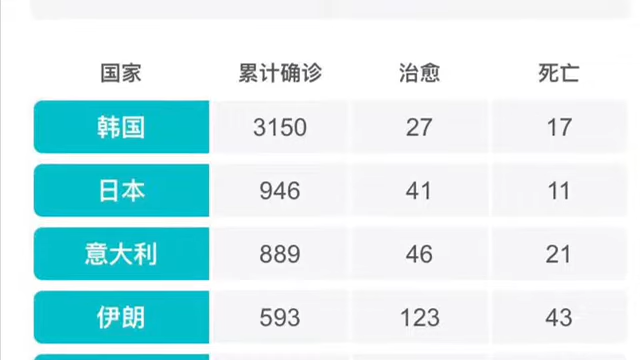 国家 累计确诊 治愈 死亡
韩国 3150 27 17
日本 946 41 11
意大利 889 46 21
伊朗 593 123 43